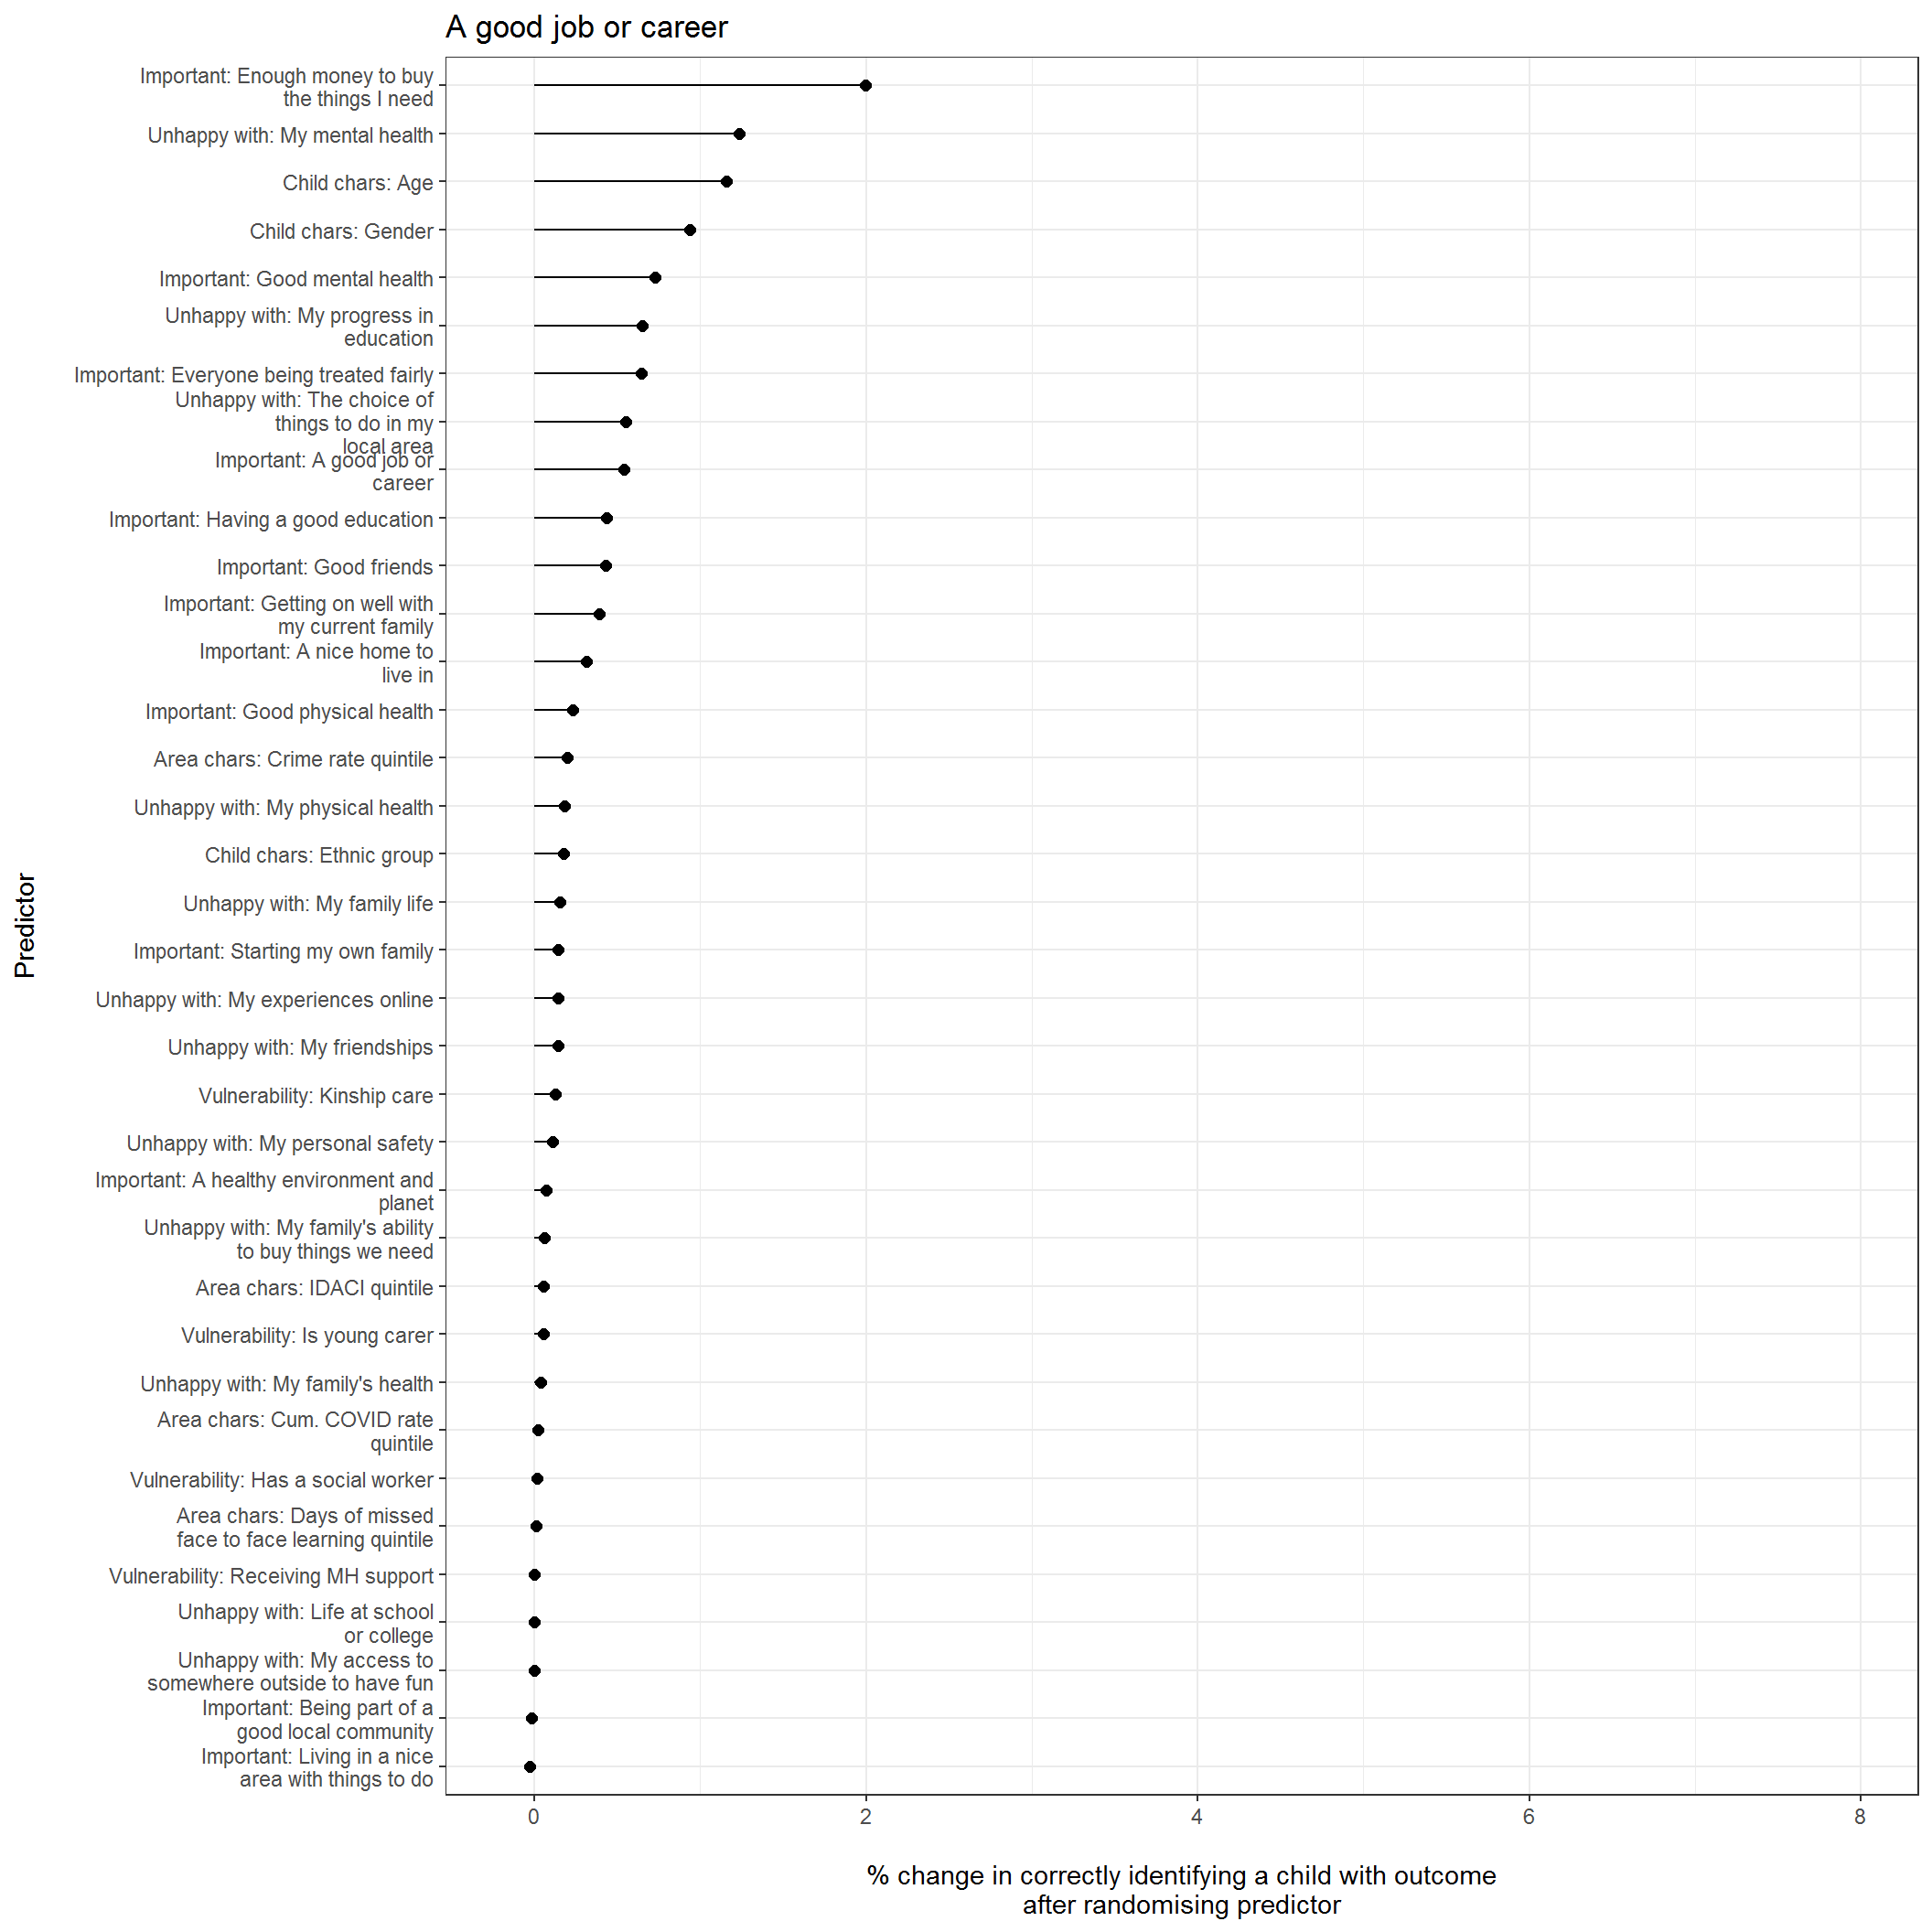 A good job or career
Important: Enough money to buy
the things I need
Unhappy with: My mental health
Child chars: Age
Child chars: Gender
Important: Good mental health
Unhappy with: My progress in
education
Important: Everyone being treated fairly
Unhappy with: The choice of
things to do in my
local area
Important: A good job or
career
Important: Having a good education
Important: Good friends
Important: Getting on well with
my current family
Important: A nice home to
live in
Important: Good physical health
Area chars: Crime rate quintile
Unhappy with: My physical health
Child chars: Ethnic group
Unhappy with: My family life
Important: Starting my own family
Unhappy with: My experiences online
Unhappy with: My friendships
Vulnerability: Kinship care
Unhappy with: My personal safety
Important: A healthy environment and
planet
Unhappy with: My family's ability
to buy things we need
Area chars: IDACI quintile
Vulnerability: Is young carer
Unhappy with: My family's health
Area chars: Cum. COVID rate
quintile
Vulnerability: Has a social worker
Area chars: Days of missed
face to face learning quintile
Vulnerability: Receiving MH support
Unhappy with: Life at school
or college
Unhappy with: My access to
somewhere outside to have fun
Important: Being part of a
good local community
Important: Living in a nice
area with things to do
Predictor
0 2 4 6 8
% change in correctly identifying a child with outcome
after randomising predictor